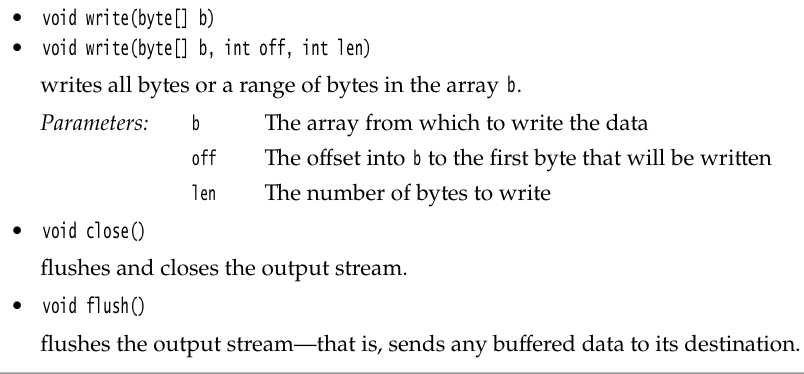 • void write(byte[] b)
• void write(byte[] b, int off, int len)
writes all bytes or a range of bytes in the array b.
Parameters: b The array from which to write the data
off The offset into b to the first byte that will be written
len The number of bytes to write
• void close()
flushes and closes the output stream.
• void flush()
flushes the output stream—that is, sends any buffered data to its destination.